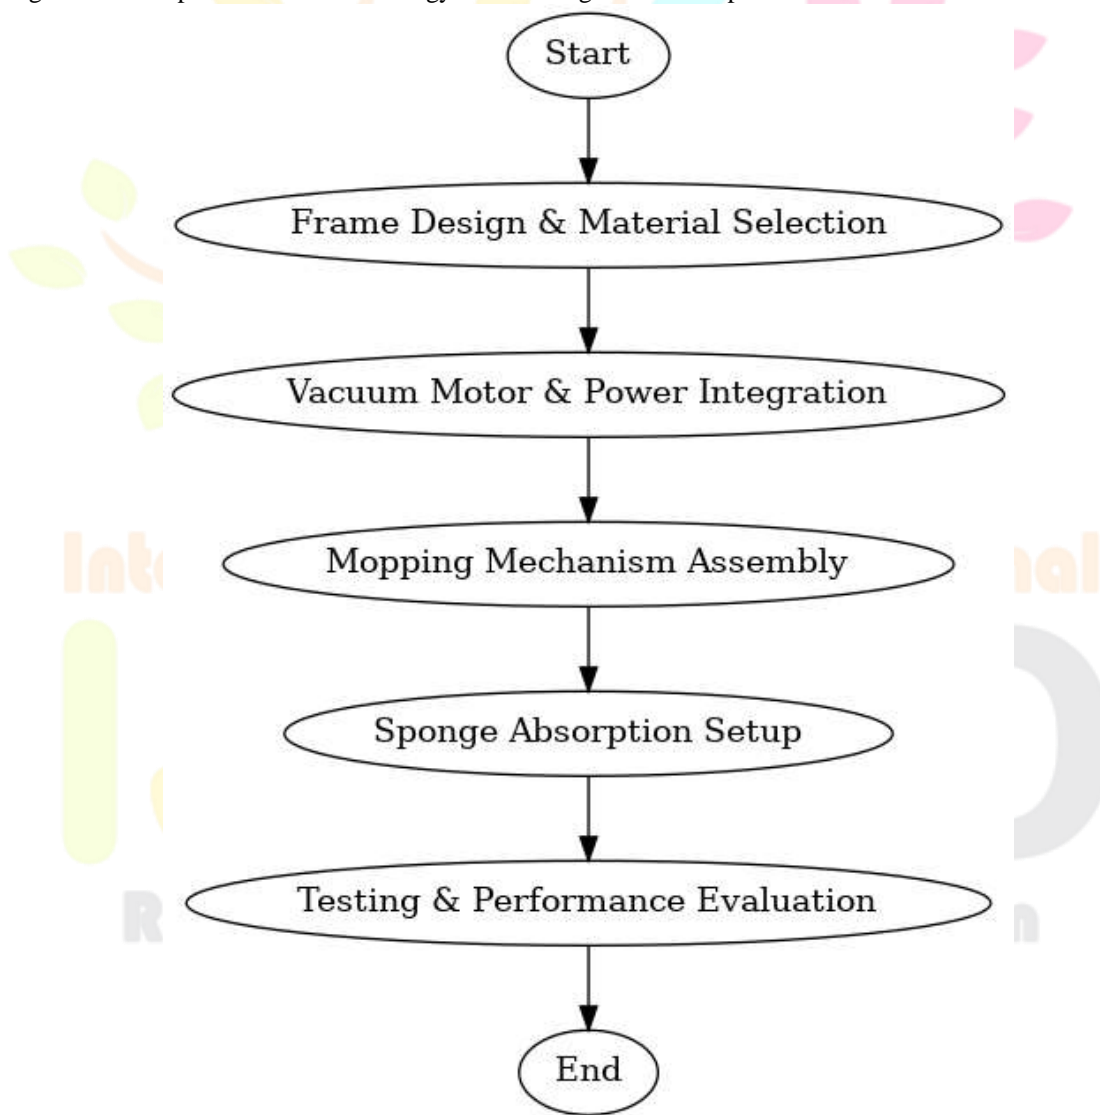 Start
Frame Design & Material Selection
Vacuum Motor & Power Integration
Mopping Mechanism Assembly
Sponge Absorption Setup
Testing & Performance Evaluation
End